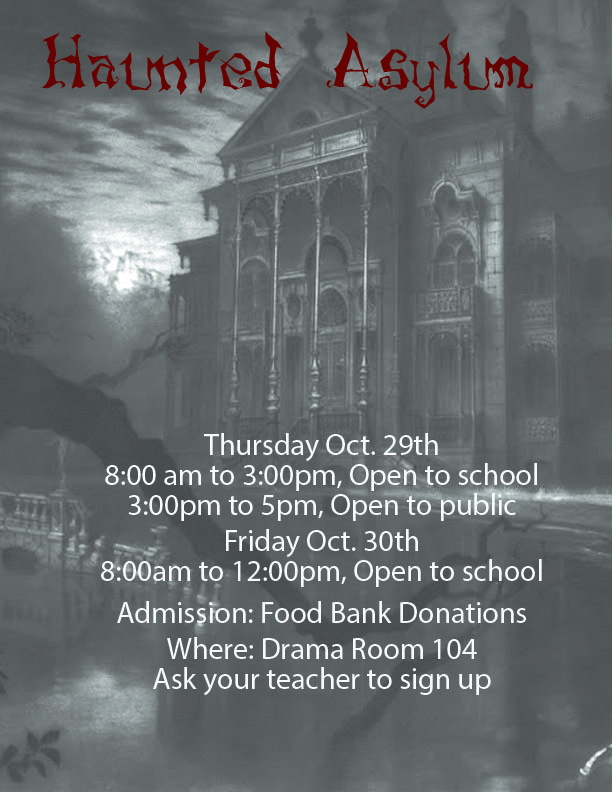 Haunted Asylum
Thursday Oct. 29th
8:00 am to 3:00pm, Open to school
3:00pm to 5pm, Open to public
Friday Oct. 30th
8:00am to 12:00pm, Open to school
Admission: Food Bank Donations
Where: Drama Room 104
Ask your teacher to sign up